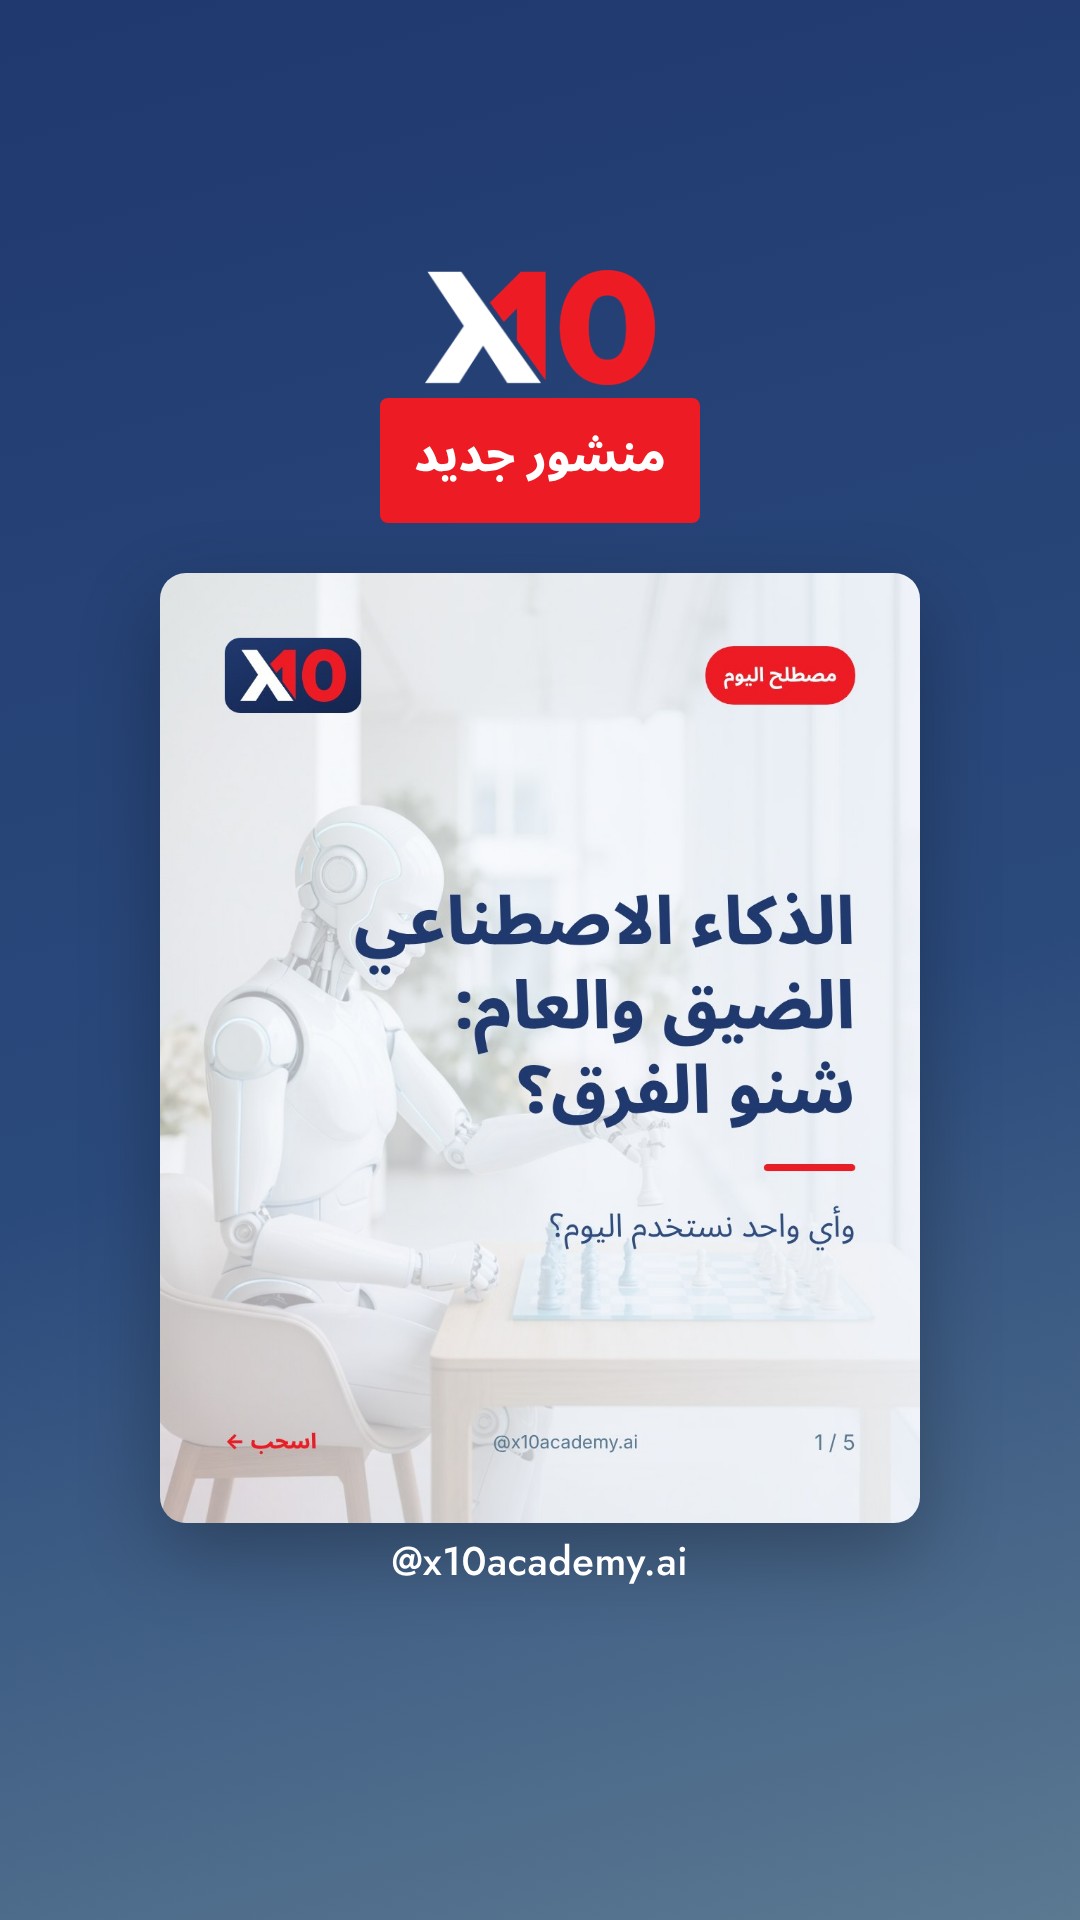 X10
منشور جديد
X10
مصطلح اليوم
الذكاء الاصطناعي
الضيق والعام:
شنو الفرق؟
وأي واحد نستخدم اليوم؟
اسحب ←
@x10academy.ai
1 / 5
@x10academy.ai